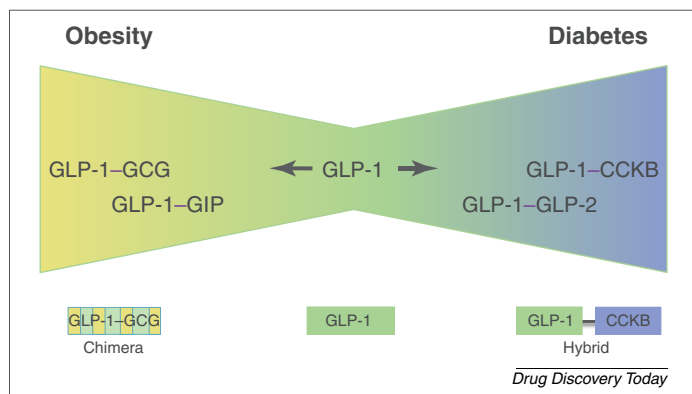 Obesity Diabetes
GLP-1–GCG GLP-1 GLP-1–CCKB
GLP-1–GIP GLP-1–GLP-2
GLP-1–GCG GLP-1 GLP-1 CCKB
Chimera Hybrid
Drug Discovery Today